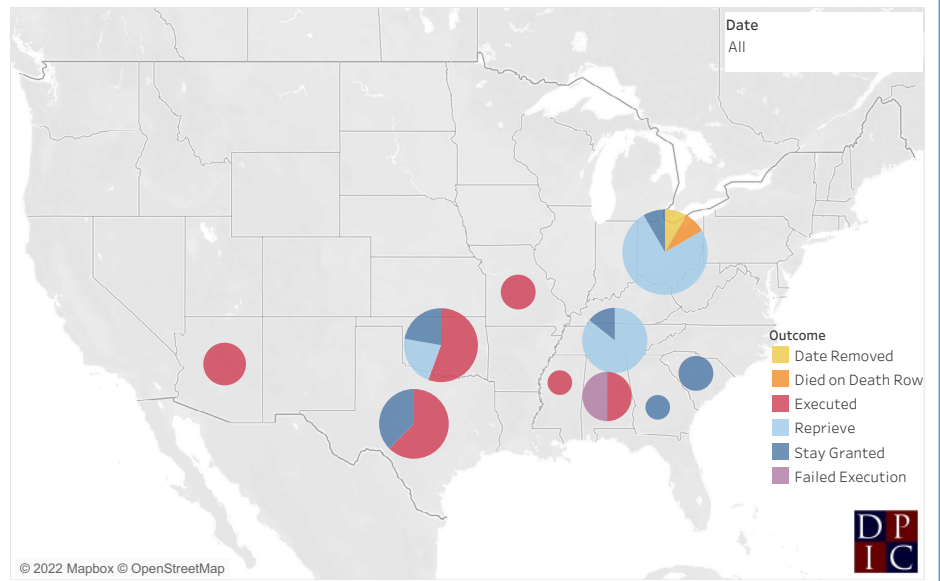 Date
All
Outcome
Date Removed
Died on Death Row
Executed
Reprieve
Stay Granted
Failed Execution
D P
I C
© 2022 Mapbox © OpenStreetMap